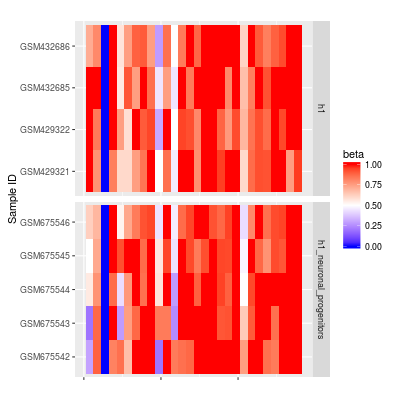 GSM432686
GSM432685
GSM429322
GSM429321
h1
GSM675546
GSM675545
GSM675544
GSM675543
GSM675542
h1_neuronal_progenitors
Sample ID
beta
1.00
0.75
0.50
0.25
0.00